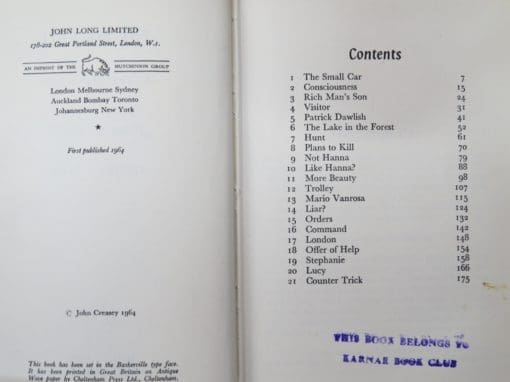 JOHN LONG LIMITED
178-202 Great Portland Street, London, W.1.
AN IMPRINT OF THE HUTCHINSON GROUP
London Melbourne Sydney
Auckland Bombay Toronto
Johannesburg New York
★
First published 1964
© John Creasey 1964
This book has been set in the Baskerville type face.
It has been printed in Great Britain on Antique
Wove paper by Cheltenham Press Ltd., Cheltenham,
Contents
1 The Small Car 7
2 Consciousness 15
3 Rich Man's Son 24
4 Visitor 31
5 Patrick Dawlish 41
6 The Lake in the Forest 52
7 Hunt 61
8 Plans to Kill 70
9 Not Hanna 79
10 Like Hanna? 88
11 More Beauty 98
12 Trolley 107
13 Mario Vanrosa 115
14 Liar? 124
15 Orders 132
16 Command 142
17 London 148
18 Offer of Help 154
19 Stephanie 158
20 Lucy 166
21 Counter Trick 175
THIS BOOK BELONGS TO
KARNAK BOOK CLUB